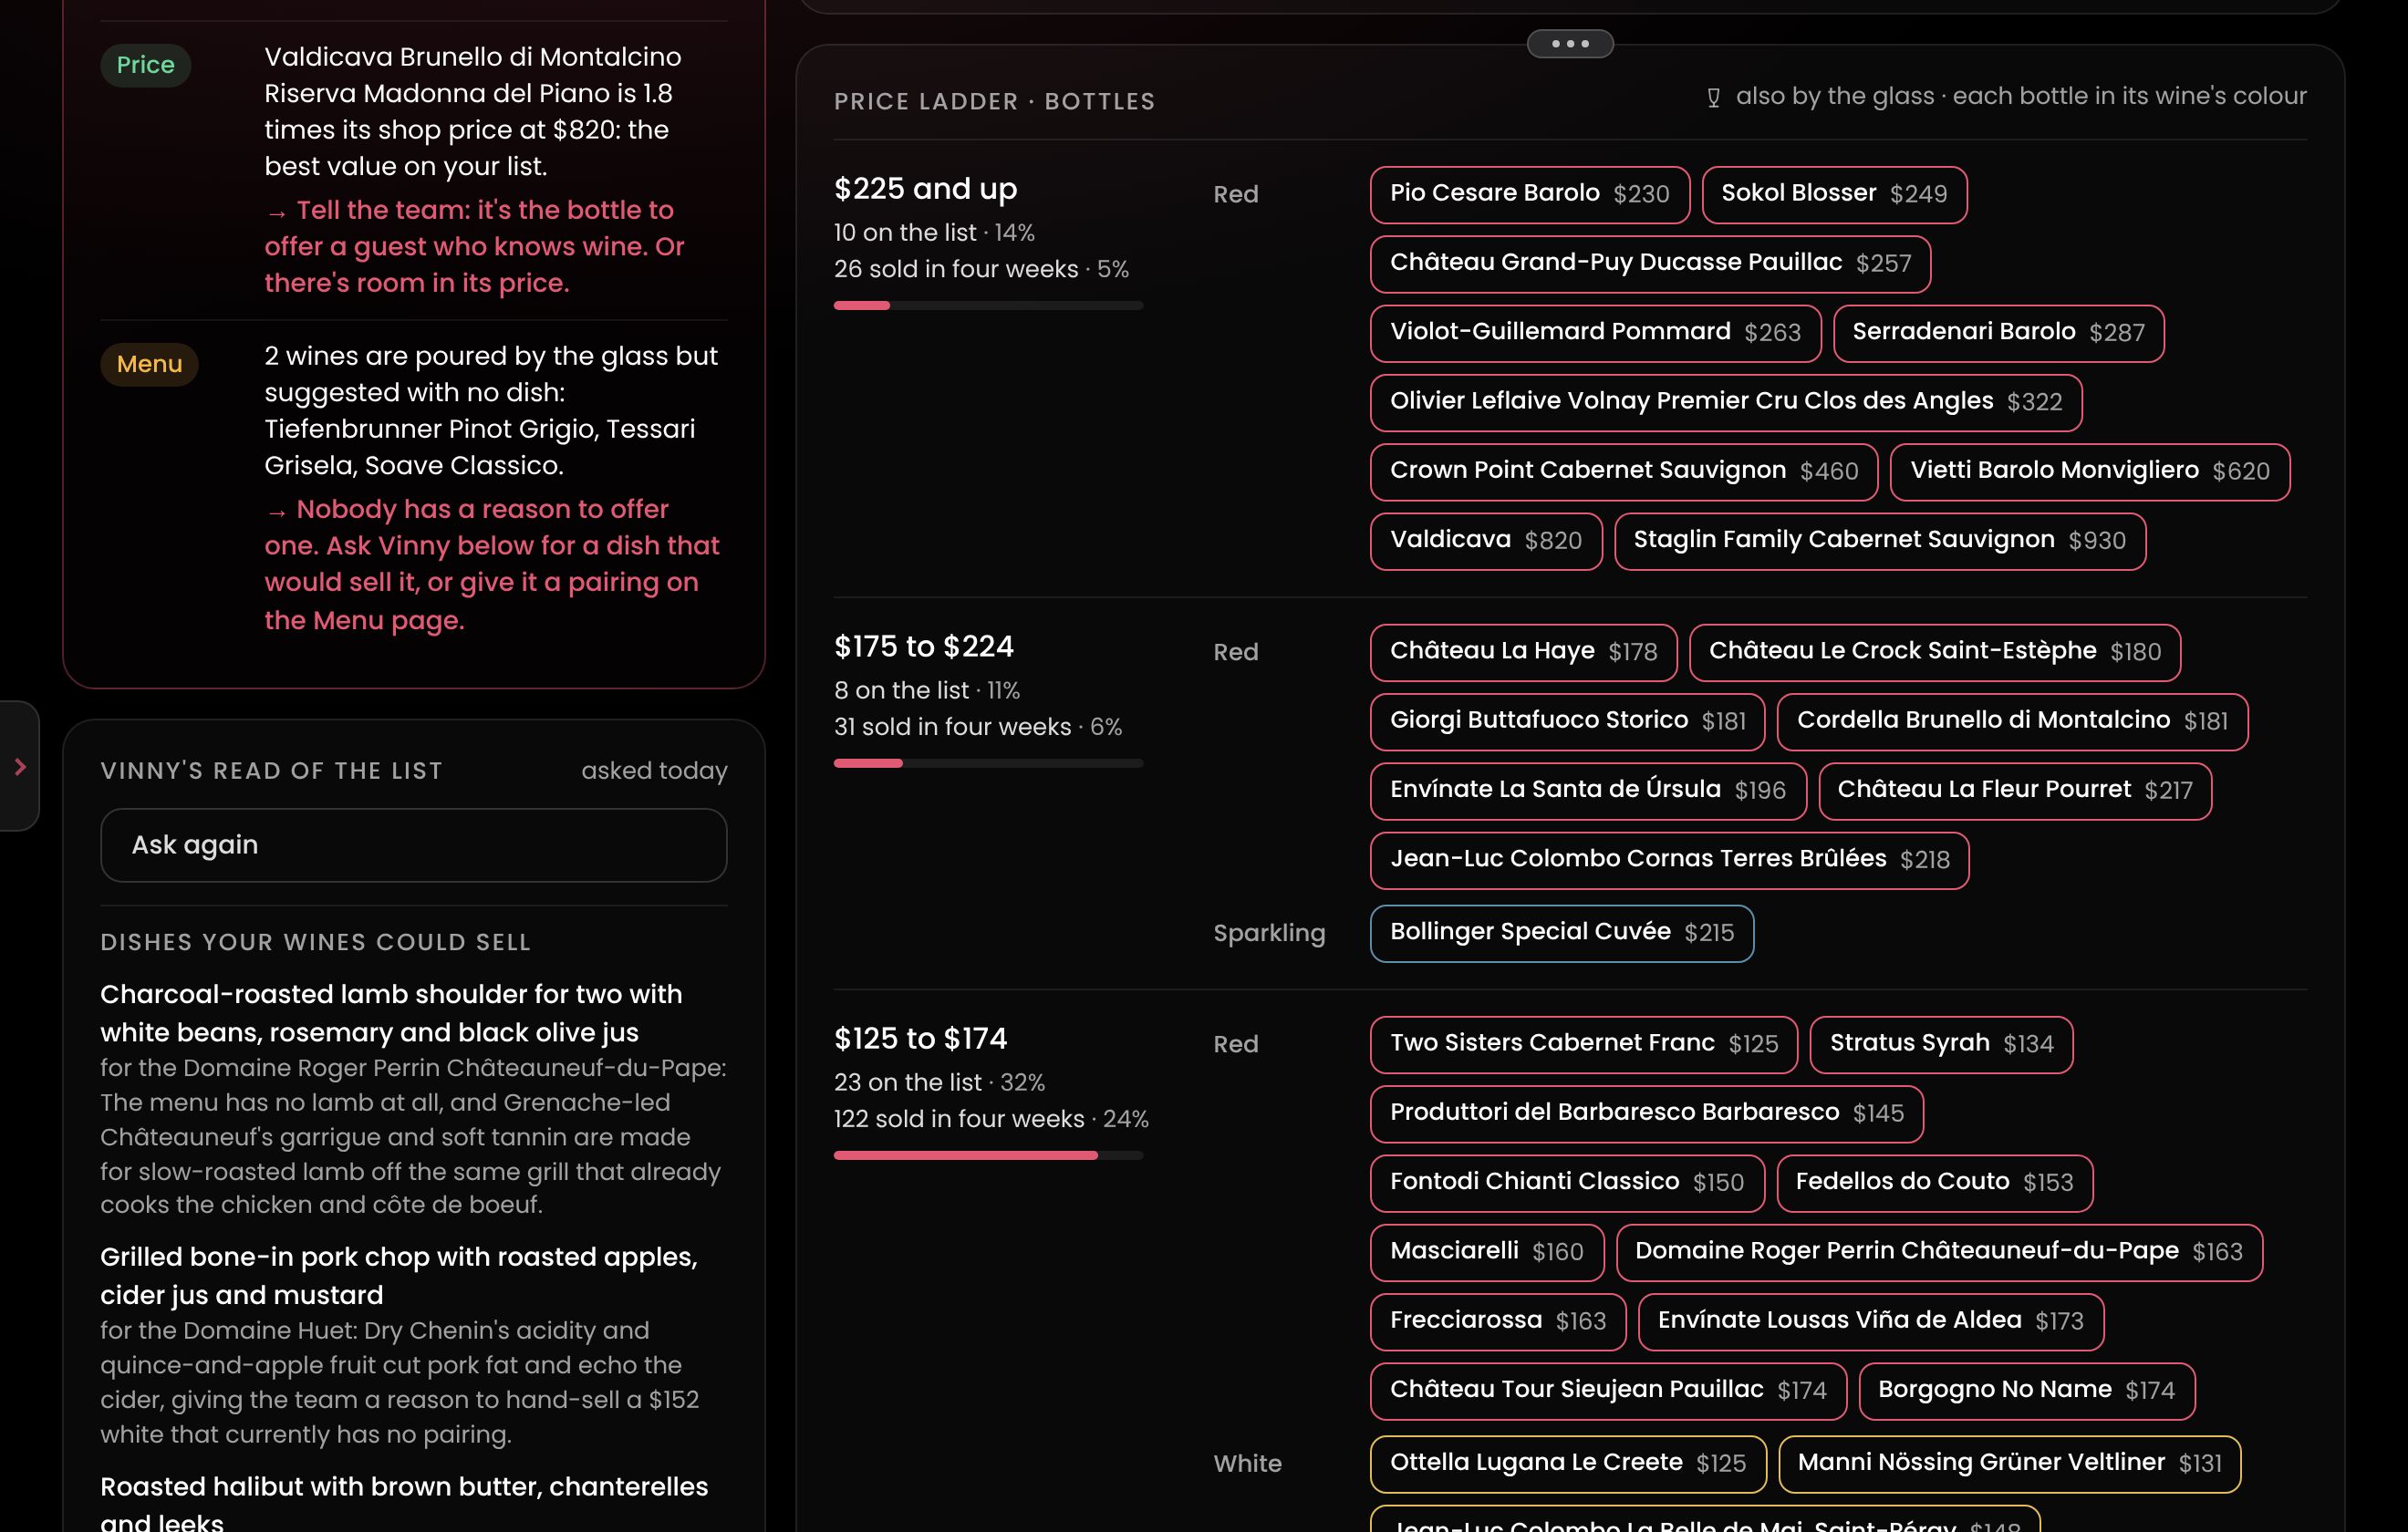 Price
Valdicava Brunello di Montalcino
Riserva Madonna del Piano is 1.8
times its shop price at $820: the
best value on your list.
→ Tell the team: it's the bottle to
offer a guest who knows wine. Or
there's room in its price.
Menu
2 wines are poured by the glass but
suggested with no dish:
Tiefenbrunner Pinot Grigio, Tessari
Grisela, Soave Classico.
→ Nobody has a reason to offer
one. Ask Vinny below for a dish that
would sell it, or give it a pairing on
the Menu page.
VINNY'S READ OF THE LIST
asked today
Ask again
DISHES YOUR WINES COULD SELL
Charcoal-roasted lamb shoulder for two with
white beans, rosemary and black olive jus
for the Domaine Roger Perrin Châteauneuf-du-Pape:
The menu has no lamb at all, and Grenache-led
Châteauneuf's garrigue and soft tannin are made
for slow-roasted lamb off the same grill that already
cooks the chicken and côte de boeuf.
Grilled bone-in pork chop with roasted apples,
cider jus and mustard
for the Domaine Huet: Dry Chenin's acidity and
quince-and-apple fruit cut pork fat and echo the
cider, giving the team a reason to hand-sell a $152
white that currently has no pairing.
Roasted halibut with brown butter, chanterelles
and leeks
PRICE LADDER · BOTTLES
also by the glass · each bottle in its wine's colour
$225 and up
10 on the list · 14%
26 sold in four weeks · 5%
Red
Pio Cesare Barolo $230
Sokol Blosser $249
Château Grand-Puy Ducasse Pauillac $257
Violot-Guillemard Pommard $263
Serradenari Barolo $287
Olivier Leflaive Volnay Premier Cru Clos des Angles $322
Crown Point Cabernet Sauvignon $460
Vietti Barolo Monvigliero $620
Valdicava $820
Staglin Family Cabernet Sauvignon $930
$175 to $224
8 on the list · 11%
31 sold in four weeks · 6%
Red
Château La Haye $178
Château Le Crock Saint-Estèphe $180
Giorgi Buttafuoco Storico $181
Cordella Brunello di Montalcino $181
Envínate La Santa de Úrsula $196
Château La Fleur Pourret $217
Jean-Luc Colombo Cornas Terres Brûlées $218
Sparkling
Bollinger Special Cuvée $215
$125 to $174
23 on the list · 32%
122 sold in four weeks · 24%
Red
Two Sisters Cabernet Franc $125
Stratus Syrah $134
Produttori del Barbaresco Barbaresco $145
Fontodi Chianti Classico $150
Fedellos do Couto $153
Masciarelli $160
Domaine Roger Perrin Châteauneuf-du-Pape $163
Frecciarossa $163
Envínate Lousas Viña de Aldea $173
Château Tour Sieujean Pauillac $174
Borgogno No Name $174
White
Ottella Lugana Le Creete $125
Manni Nössing Grüner Veltliner $131
Jean-Luc Colombo La Belle de Mai, Saint-Péray $148